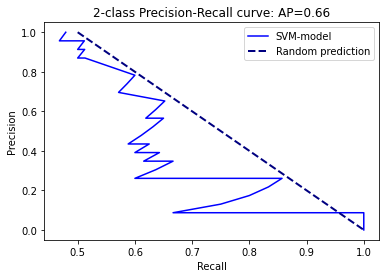 2-class Precision-Recall curve: AP=0.66
SVM-model
Random prediction
Precision
1.0
0.8
0.6
0.4
0.2
0.0
0.5 0.6 0.7 0.8 0.9 1.0
Recall